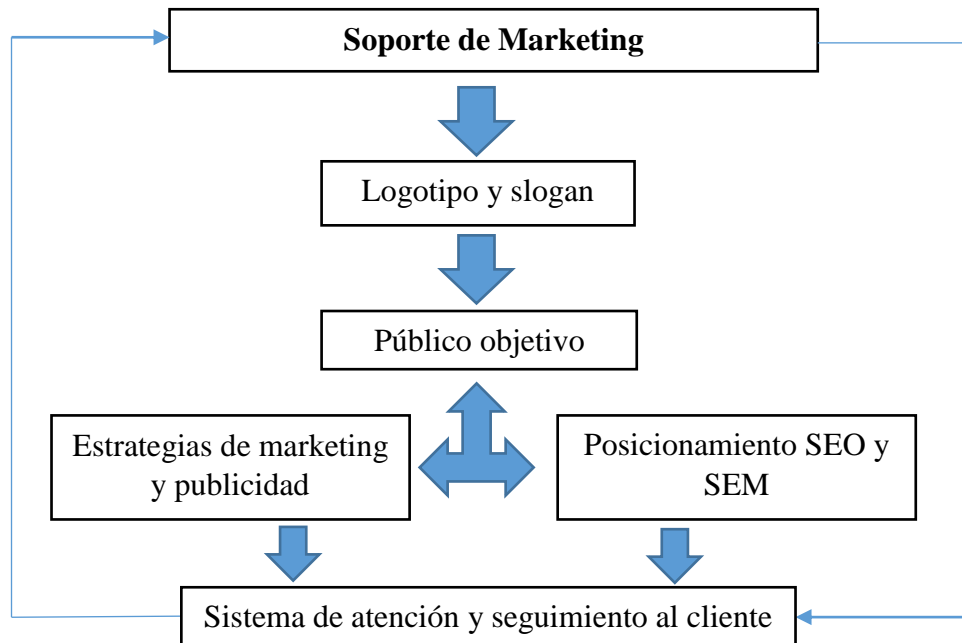 Soporte de Marketing
Logotipo y slogan
Público objetivo
Estrategias de marketing
y publicidad
Posicionamiento SEO y
SEM
Sistema de atención y seguimiento al cliente